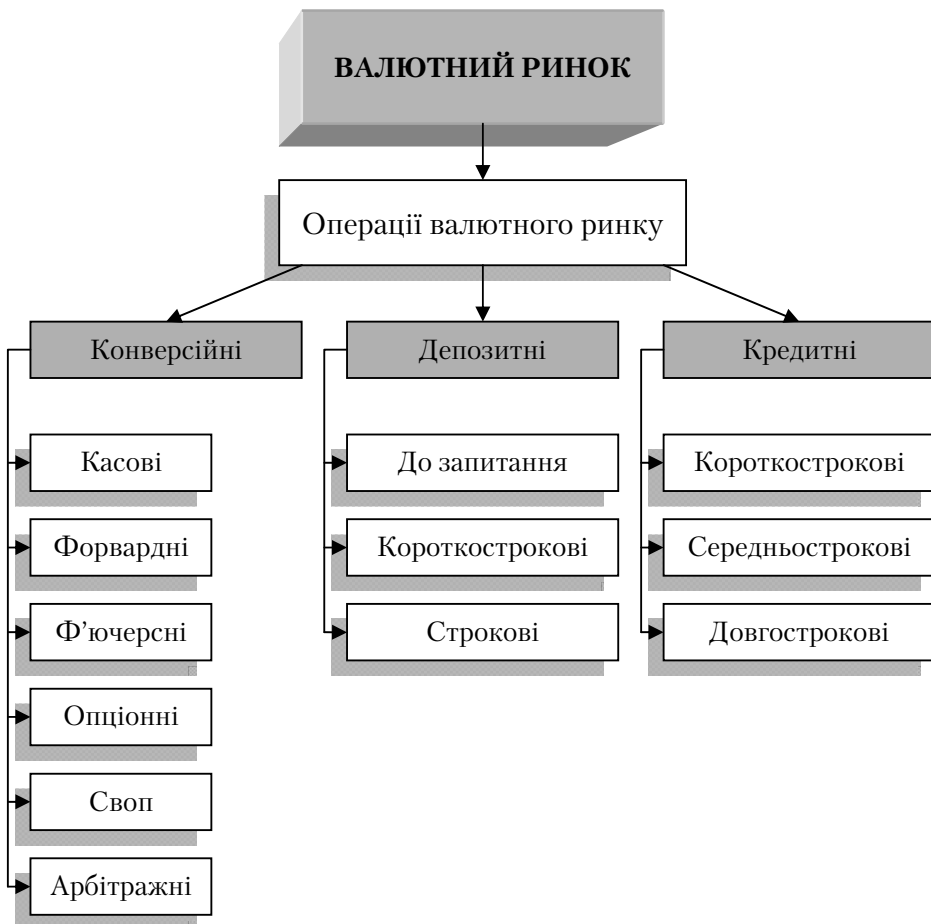 ВАЛЮТНИЙ РИНОК
Операції валютного ринку
Конверсійні
Депозитні
Кредитні
Касові
До запитання
Короткострокові
Форвардні
Короткострокові
Середньострокові
Ф’ючерсні
Строкові
Довгострокові
Опціонні
Своп
Арбітражні